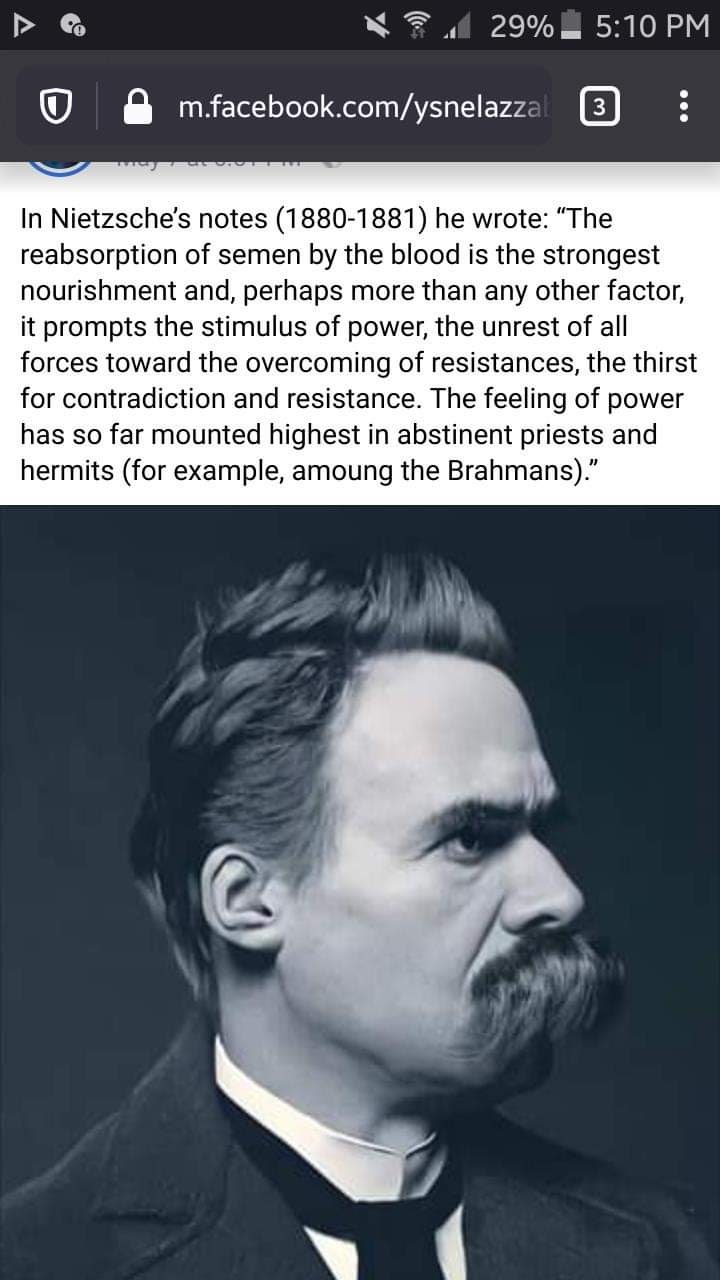 29% 5:10 PM
m.facebook.com/ysnelazza
3
In Nietzsche’s notes (1880-1881) he wrote: “The
reabsorption of semen by the blood is the strongest
nourishment and, perhaps more than any other factor,
it prompts the stimulus of power, the unrest of all
forces toward the overcoming of resistances, the thirst
for contradiction and resistance. The feeling of power
has so far mounted highest in abstinent priests and
hermits (for example, amoung the Brahmans).”